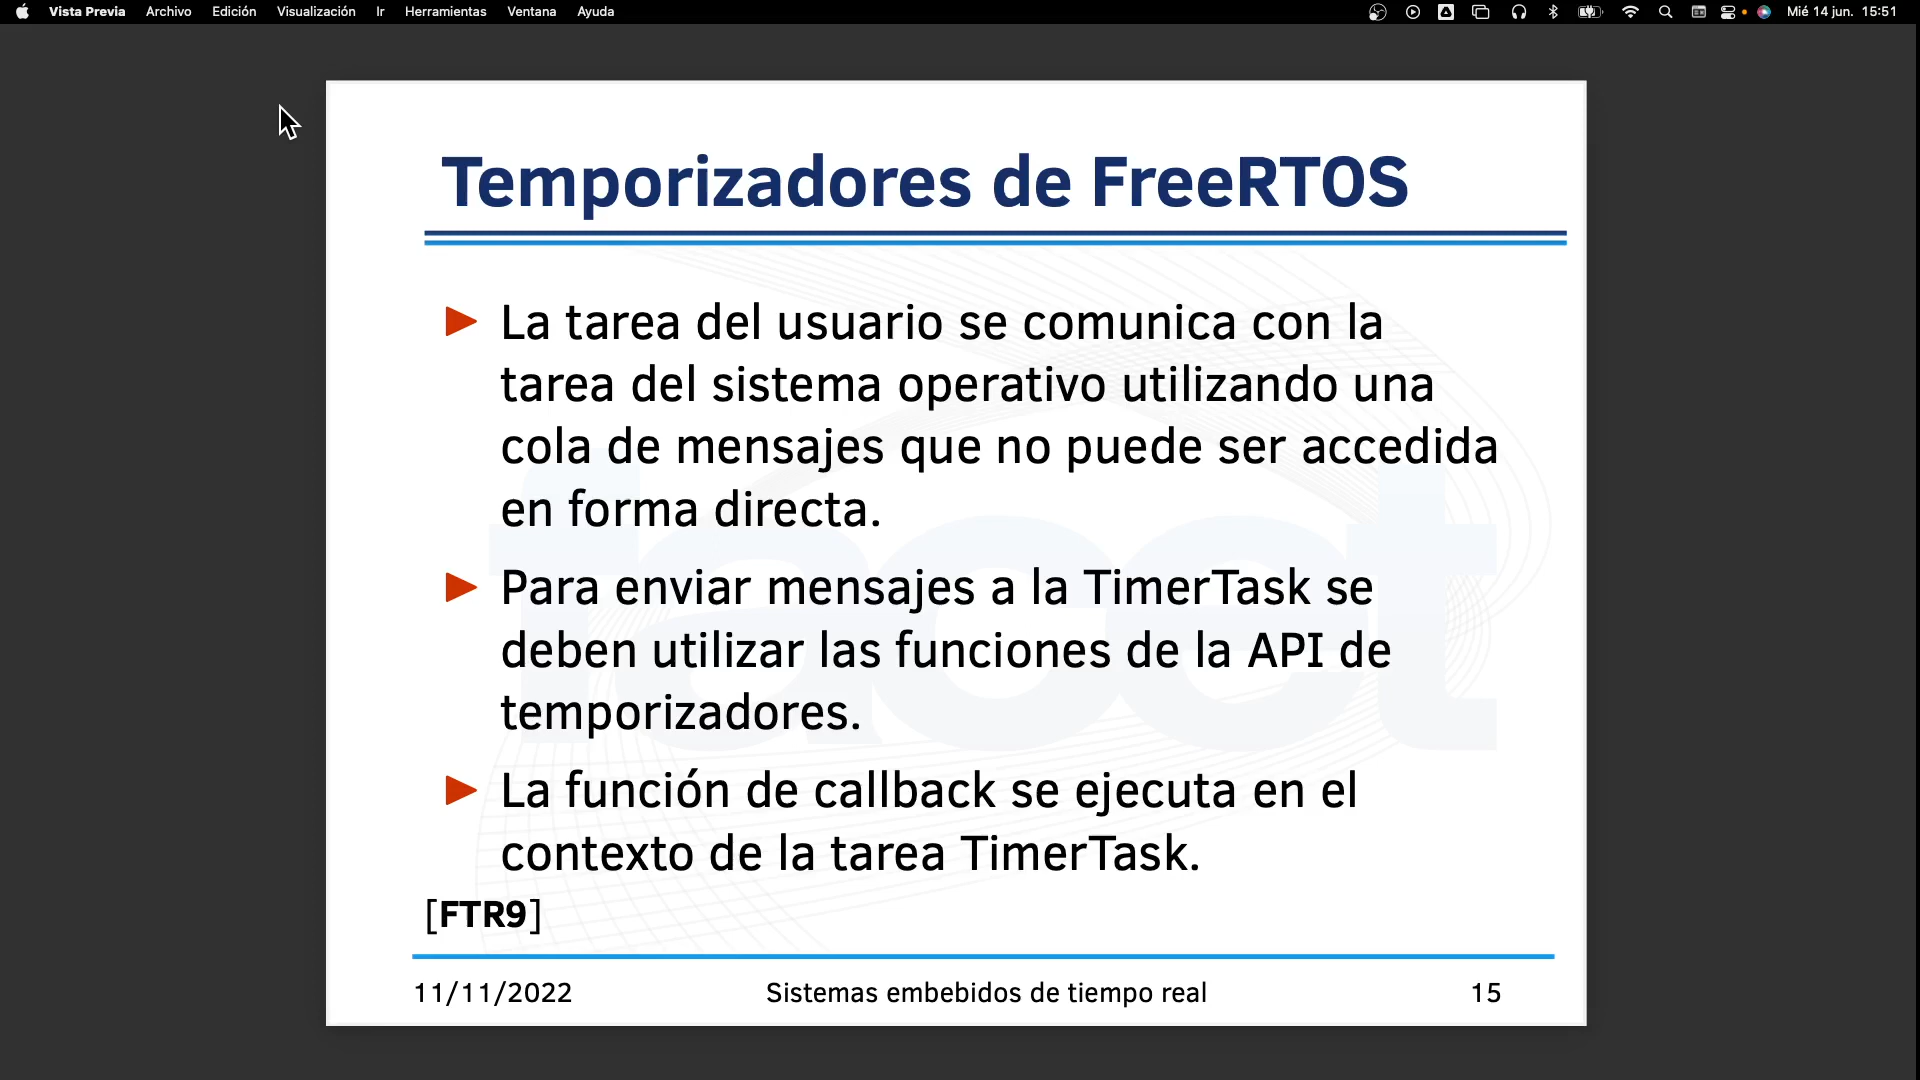 Vista Previa Archivo Edición Visualización Ir Herramientas Ventana Ayuda Mié 14 jun. 15:51
Temporizadores de FreeRTOS
La tarea del usuario se comunica con la
tarea del sistema operativo utilizando una
cola de mensajes que no puede ser accedida
en forma directa.
Para enviar mensajes a la TimerTask se
deben utilizar las funciones de la API de
temporizadores.
La función de callback se ejecuta en el
contexto de la tarea TimerTask.
[FTR9]
11/11/2022 Sistemas embebidos de tiempo real 15
facet